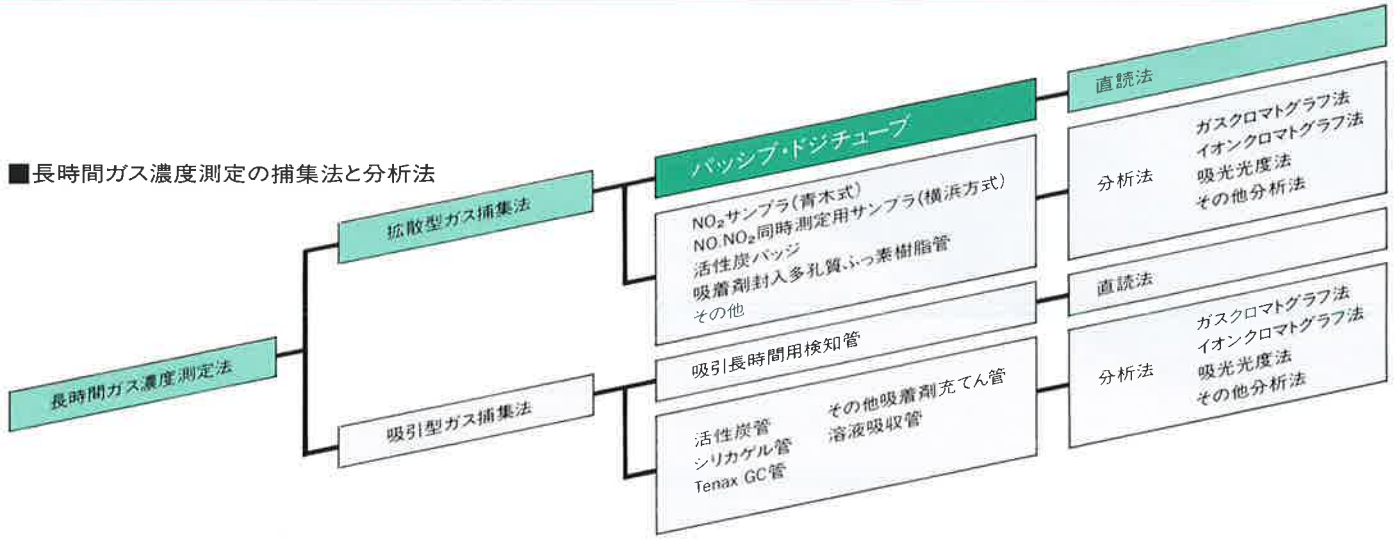 ■長時間ガス濃度測定の捕集法と分析法
長時間ガス濃度測定法
拡散型ガス捕集法
パッシブ・ドジチューブ
直読法
NO₂サンプラ(青木式)
NO.NO₂同時測定用サンプラ(横浜方式)
活性炭バッジ
吸着剤封入多孔質ふっ素樹脂管
その他
分析法
ガスクロマトグラフ法
イオンクロマトグラフ法
吸光光度法
その他分析法
吸引型ガス捕集法
吸引長時間用検知管
直読法
活性炭管
シリカゲル管
Tenax GC管
その他吸着剤充てん管
溶液吸収管
分析法
ガスクロマトグラフ法
イオンクロマトグラフ法
吸光光度法
その他分析法